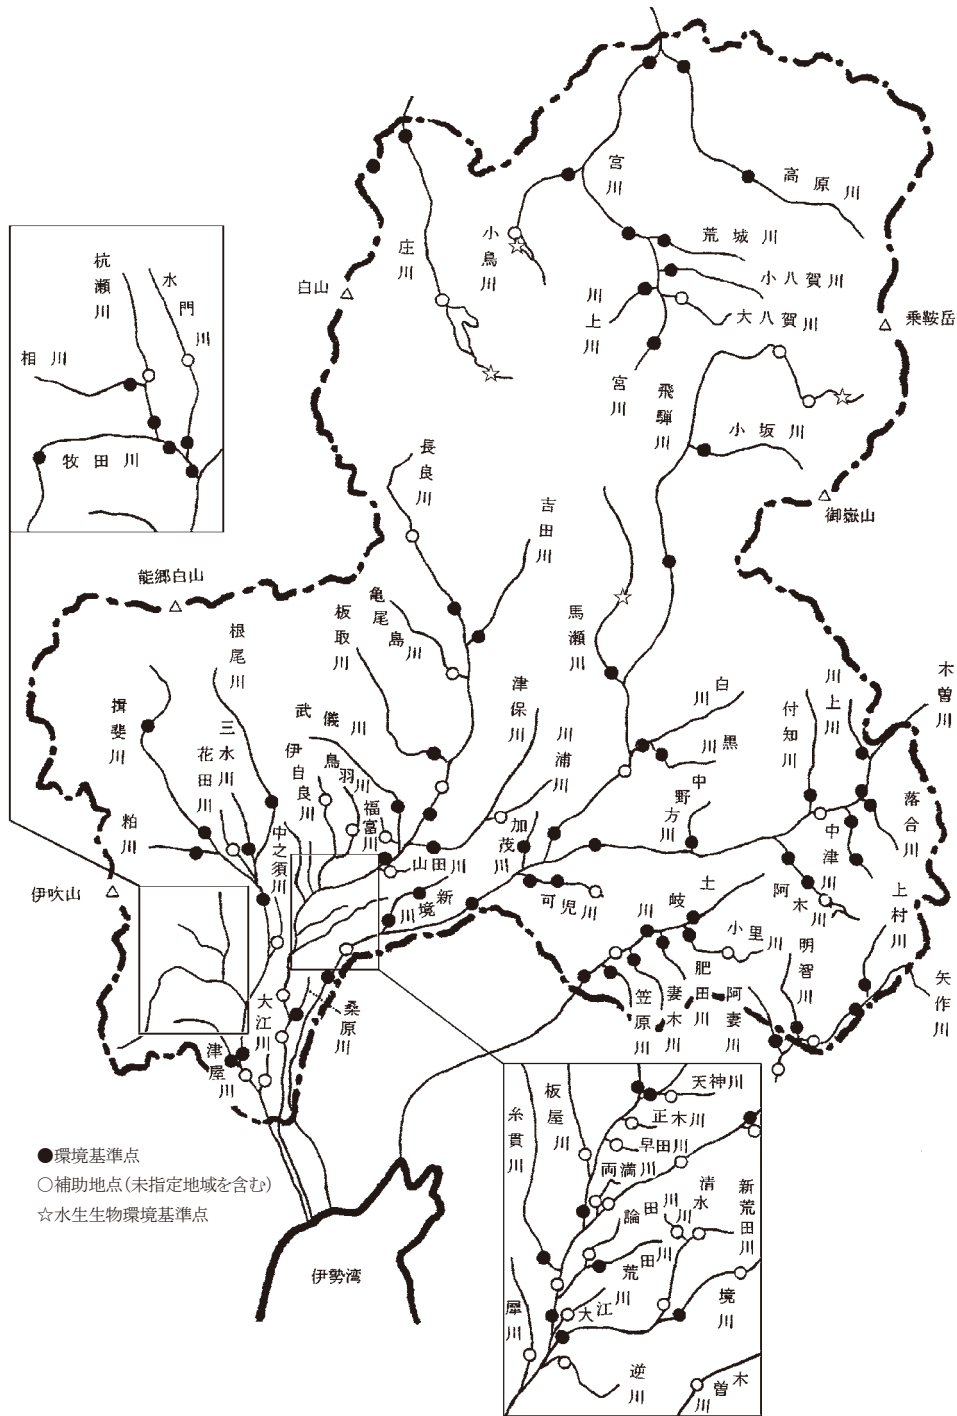 宮川
高原川
荒城川
小八賀川
大八賀川
川上川
宮川
小鳥川
庄川
白山
乗鞍岳
飛騨川
小坂川
御嶽山
杭瀬川
水門川
相川
牧田川
長良川
吉田川
能郷白山
亀尾島川
板取川
馬瀬川
根尾川
揖斐川
三水川
花田川
武儀川
鳥羽川
伊自良川
福富川
津保川
川浦川
白川
黒川
中野方川
付知川
川上川
木曽川
落合川
中津川
阿木川
上村川
矢作川
粕川
伊吹山
中之須川
山田川
加茂川
可児川
新境川
土岐川
小里川
明智川
阿妻川
肥田川
妻木川
笠原川
桑原川
大江川
津屋川
●環境基準点
○補助地点(未指定地域を含む)
☆水生生物環境基準点
伊勢湾
天神川
正木川
早田川
両満川
板屋川
糸貫川
論田川
清水川
新荒田川
荒田川
大江川
境川
犀川
逆川
木曽川